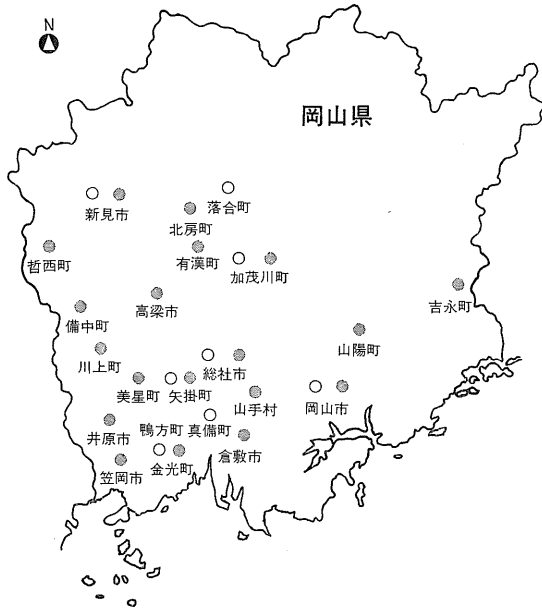 N
岡山県
新見市
落合町
北房町
哲西町
有漢町
加茂川町
高梁市
吉永町
備中町
山陽町
川上町
総社市
美星町
矢掛町
山手村
岡山市
井原市
鴨方町
真備町
倉敷市
笠岡市
金光町